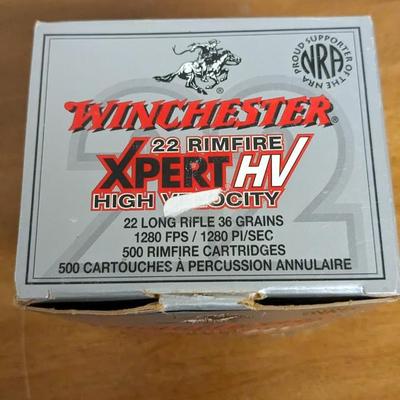 WINCHESTER®
22 RIMFIRE
XPERT HV
HIGH VELOCITY
22 LONG RIFLE 36 GRAINS
1280 FPS / 1280 PI/SEC
500 RIMFIRE CARTRIDGES
500 CARTOUCHES À PERCUSSION ANNULAIRE
PROUD SUPPORTER OF THE NRA
NRA
22